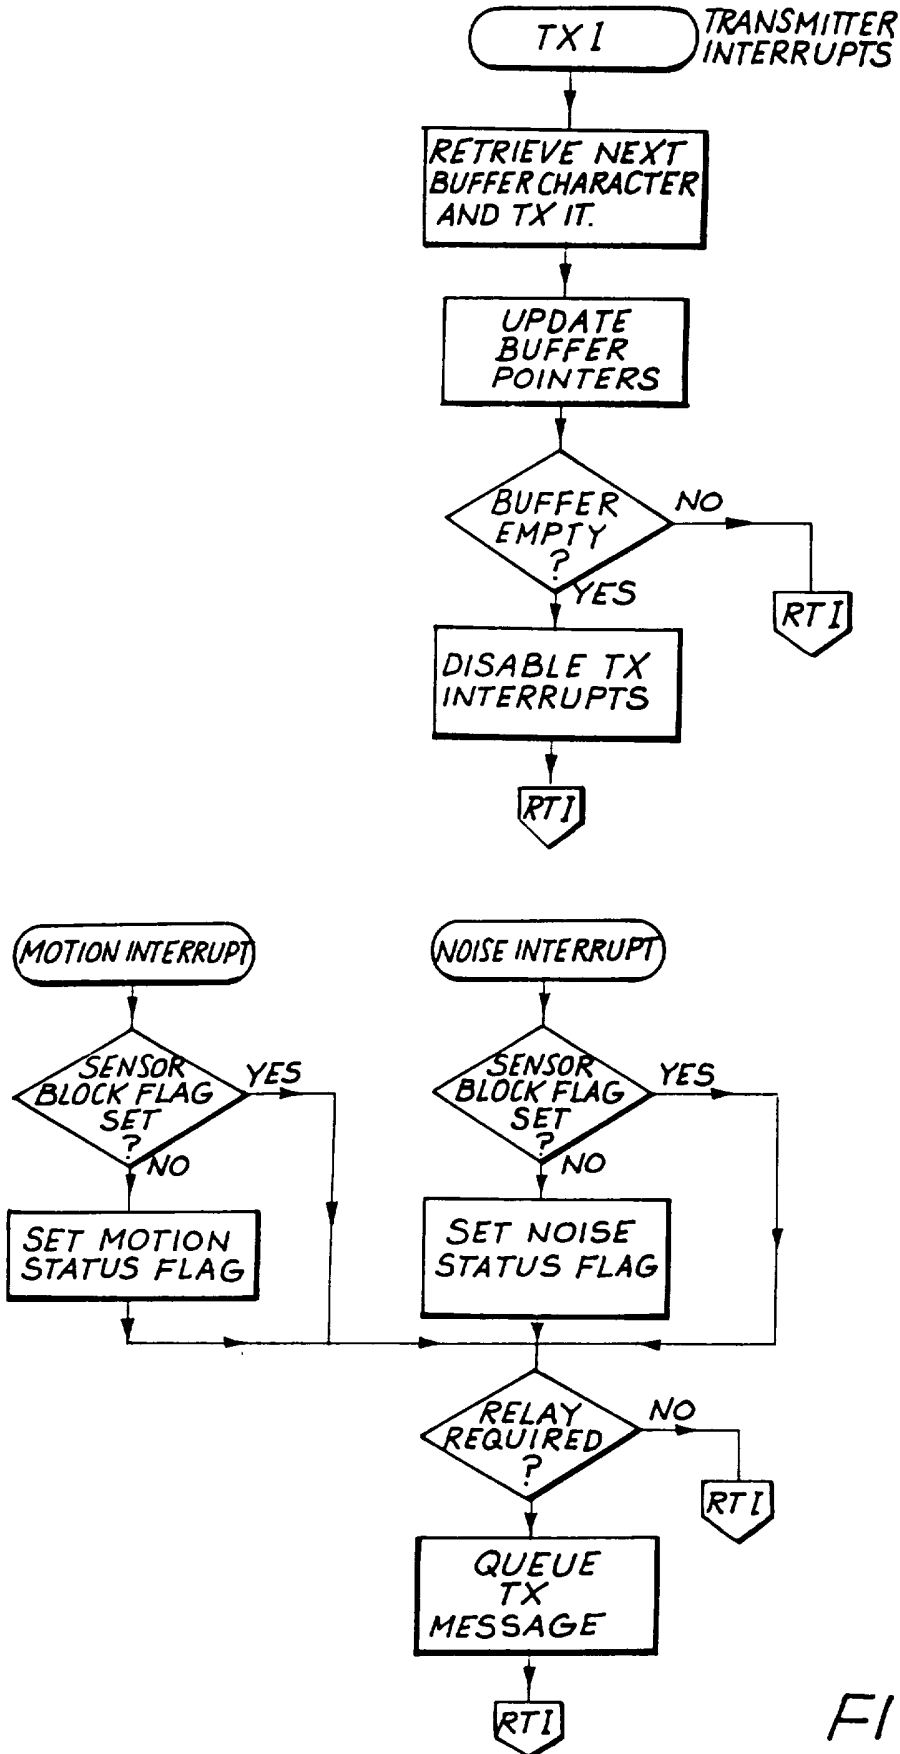 TX I
TRANSMITTER
INTERRUPTS
RETRIEVE NEXT
BUFFER CHARACTER
AND TX IT.
UPDATE
BUFFER
POINTERS
BUFFER
EMPTY
?
NO
YES
RTI
DISABLE TX
INTERRUPTS
RTI
MOTION INTERRUPT
SENSOR
BLOCK FLAG
SET
?
YES
NO
SET MOTION
STATUS FLAG
NOISE INTERRUPT
SENSOR
BLOCK FLAG
SET
?
YES
NO
SET NOISE
STATUS FLAG
RELAY
REQUIRED
?
NO
RTI
QUEUE
TX
MESSAGE
RTI
FI